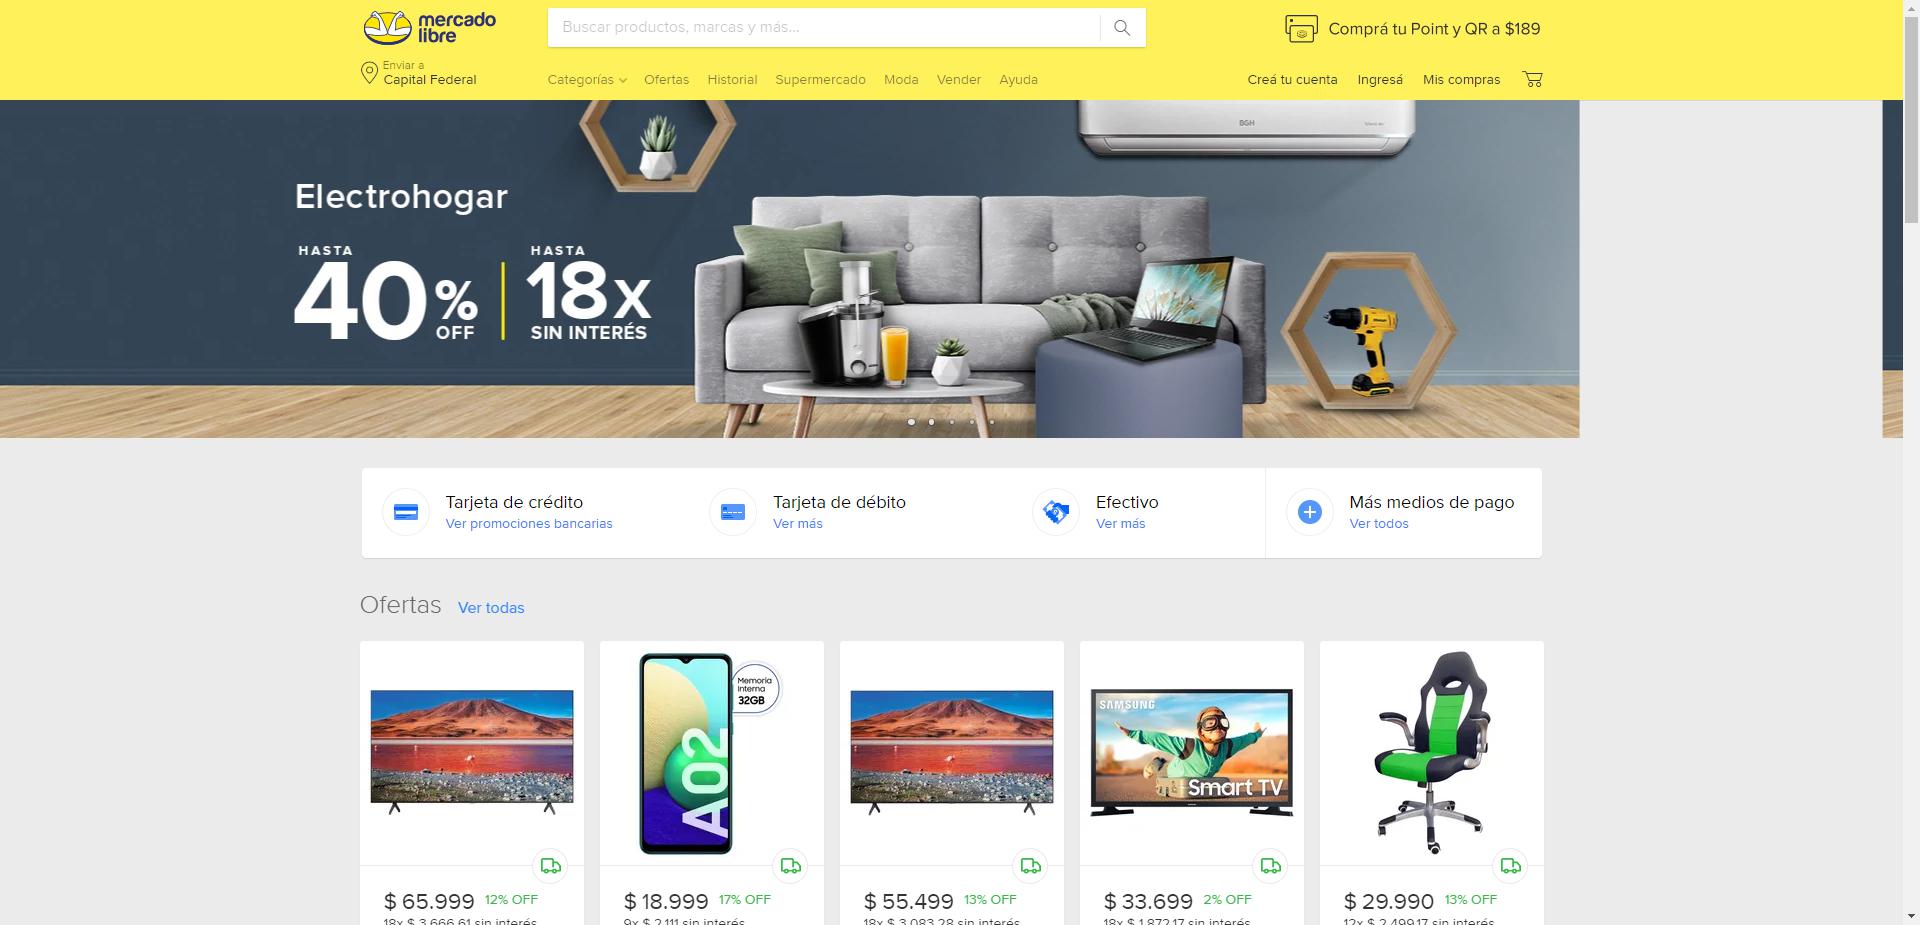 mercado
libre
Buscar productos, marcas y más...
Comprá tu Point y QR a $189
Enviar a
Capital Federal
Categorías Ofertas Historial Supermercado Moda Vender Ayuda
Creá tu cuenta Ingresá Mis compras
BGH
Electrohogar
HASTA
40% OFF
HASTA
18x
SIN INTERÉS
Tarjeta de crédito
Ver promociones bancarias
Tarjeta de débito
Ver más
Efectivo
Ver más
Más medios de pago
Ver todos
Ofertas Ver todas
Memoria
Interna
32GB
A02
SAMSUNG
Smart TV
$ 65.999 12% OFF
18x $ 3.666,61 sin interés
$ 18.999 17% OFF
9x $ 2.111 sin interés
$ 55.499 13% OFF
18x $ 3.083,28 sin interés
$ 33.699 2% OFF
18x $ 1.872,17 sin interés
$ 29.990 13% OFF
12x $ 2.499,17 sin interés